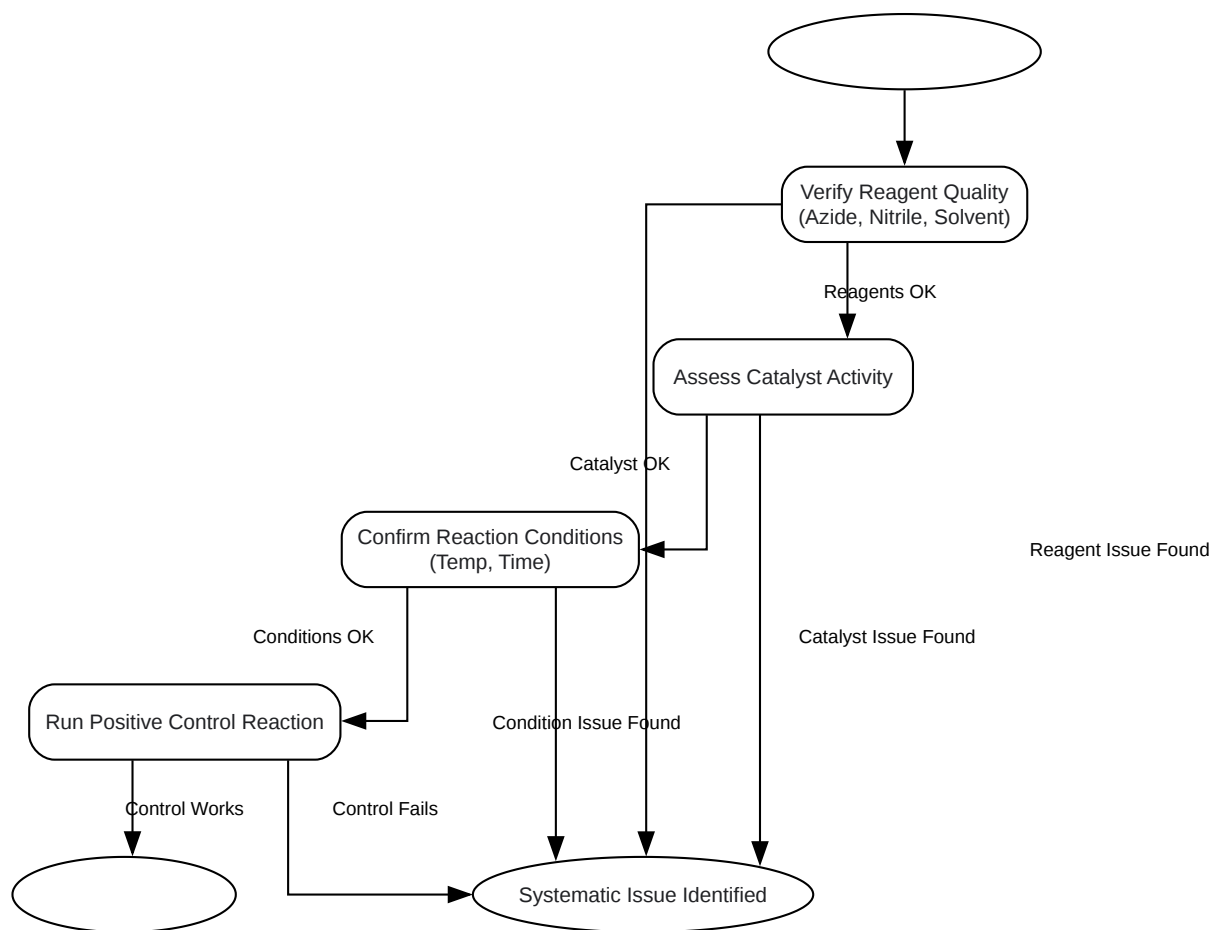 Verify Reagent Quality
(Azide, Nitrile, Solvent)
Reagents OK
Assess Catalyst Activity
Catalyst OK
Confirm Reaction Conditions
(Temp, Time)
Reagent Issue Found
Conditions OK
Catalyst Issue Found
Run Positive Control Reaction
Condition Issue Found
Control Works
Control Fails
Systematic Issue Identified